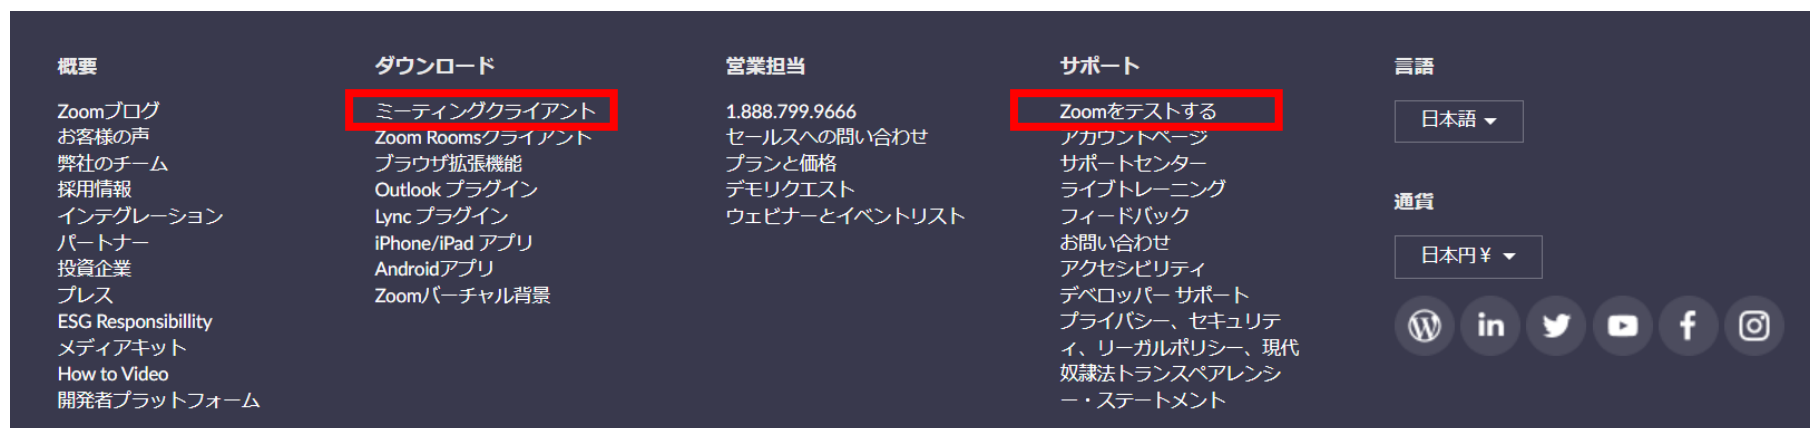 概要
Zoomブログ
お客様の声
弊社のチーム
採用情報
インテグレーション
パートナー
投資企業
プレス
ESG Responsibillity
メディアキット
How to Video
開発者プラットフォーム
ダウンロード
ミーティングクライアント
Zoom Roomsクライアント
ブラウザ拡張機能
Outlook プラグイン
Lync プラグイン
iPhone/iPad アプリ
Androidアプリ
Zoomバーチャル背景
営業担当
1.888.799.9666
セールスへの問い合わせ
プランと価格
デモリクエスト
ウェビナーとイベントリスト
サポート
Zoomをテストする
アカウントページ
サポートセンター
ライブトレーニング
フィードバック
お問い合わせ
アクセシビリティ
デベロッパー サポート
プライバシー、セキュリテ
ィ、リーガルポリシー、現代
奴隷法トランスペアレンシ
ー・ステートメント
言語
日本語
通貨
日本円 ¥
in
f